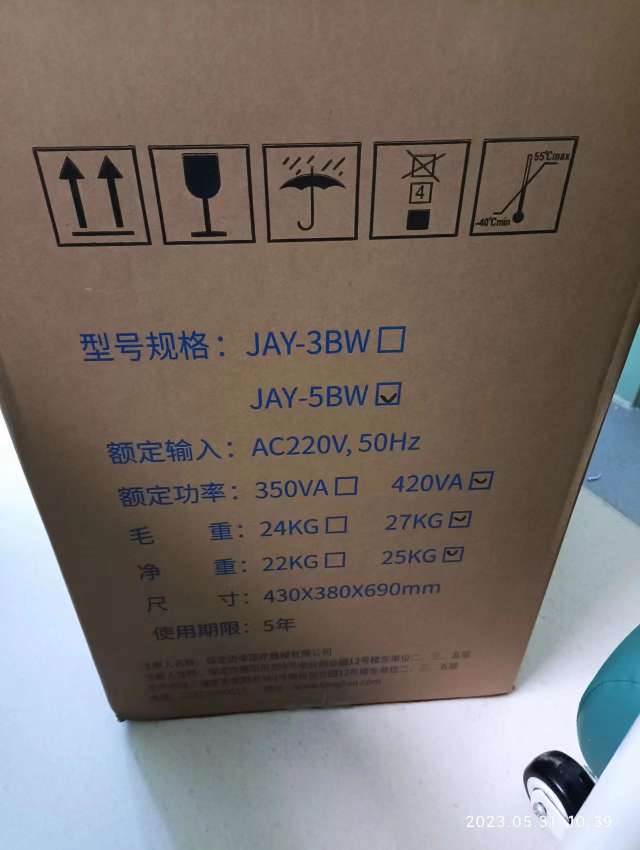 55℃max
4
-40℃min
型号规格：JAY-3BW
JAY-5BW
额定输入：AC220V, 50Hz
额定功率：350VA 420VA
毛 重：24KG 27KG
净 重：22KG 25KG
尺 寸：430X380X690mm
使用期限：5年
2023.05.31 10:39